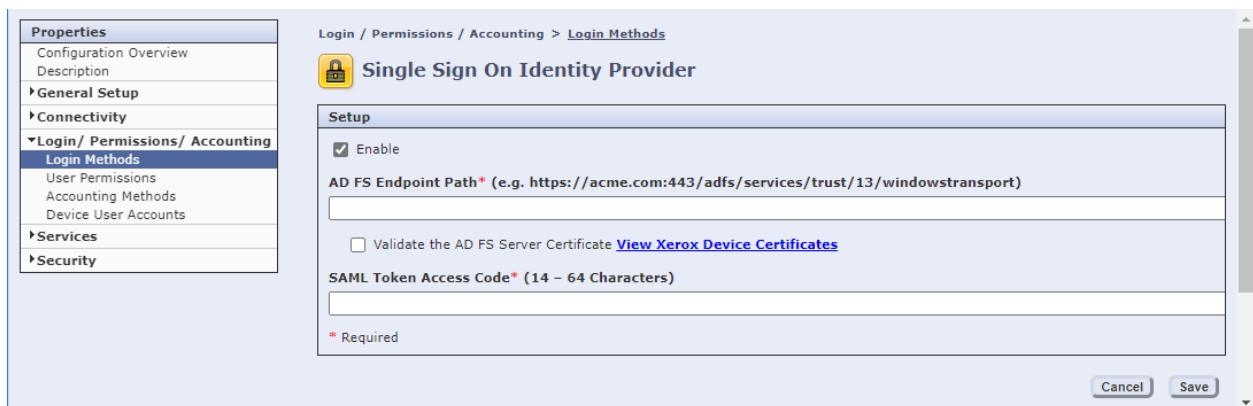 Properties
Configuration Overview
Description
General Setup
Connectivity
Login/ Permissions/ Accounting
Login Methods
User Permissions
Accounting Methods
Device User Accounts
Services
Security
Login / Permissions / Accounting > Login Methods
Single Sign On Identity Provider
Setup
Enable
AD FS Endpoint Path* (e.g. https://acme.com:443/adfs/services/trust/13/windowstransport)
Validate the AD FS Server Certificate View Xerox Device Certificates
SAML Token Access Code* (14 – 64 Characters)
* Required
Cancel Save